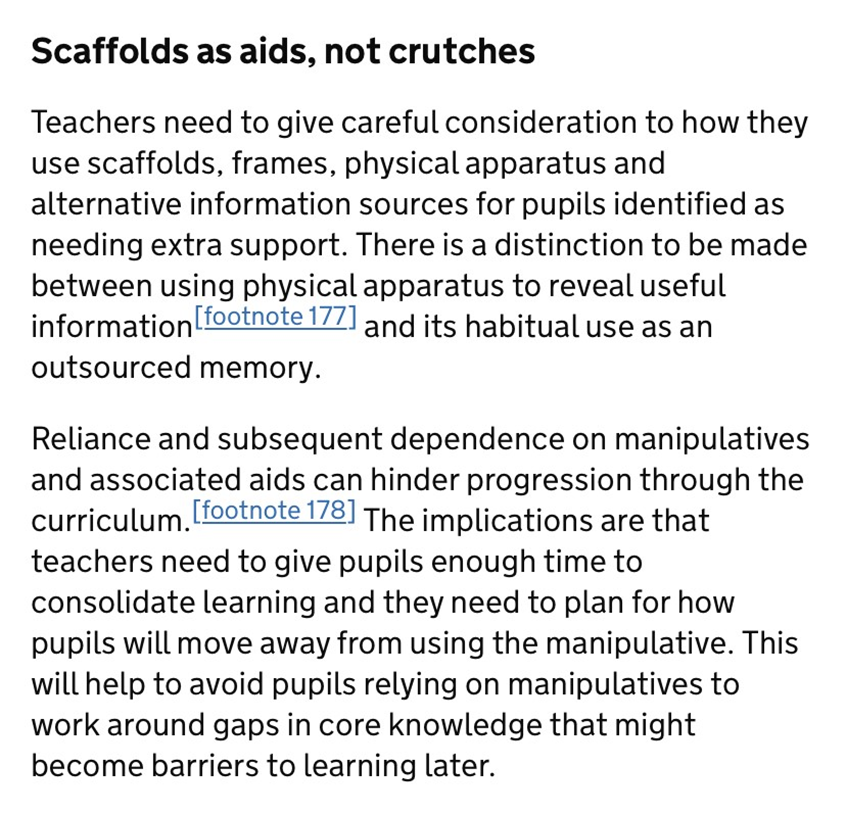 Scaffolds as aids, not crutches
Teachers need to give careful consideration to how they
use scaffolds, frames, physical apparatus and
alternative information sources for pupils identified as
needing extra support. There is a distinction to be made
between using physical apparatus to reveal useful
information[footnote 177] and its habitual use as an
outsourced memory.
Reliance and subsequent dependence on manipulatives
and associated aids can hinder progression through the
curriculum.[footnote 178] The implications are that
teachers need to give pupils enough time to
consolidate learning and they need to plan for how
pupils will move away from using the manipulative. This
will help to avoid pupils relying on manipulatives to
work around gaps in core knowledge that might
become barriers to learning later.